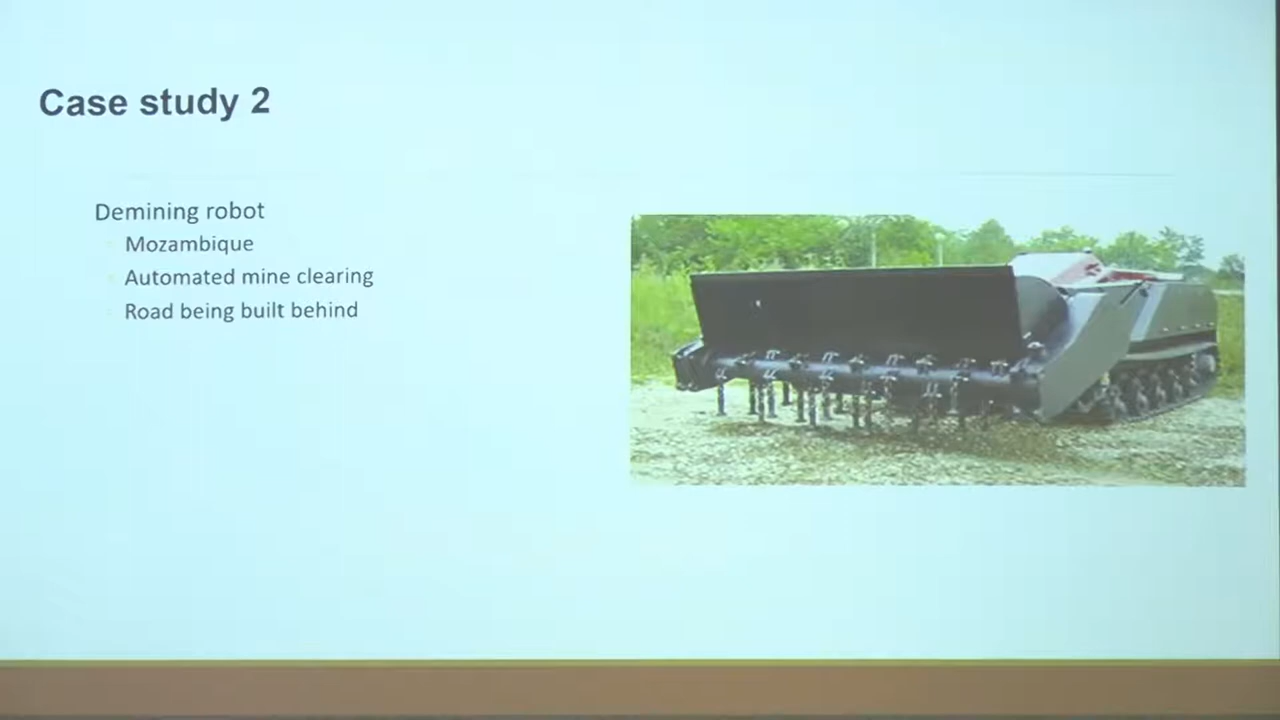 Case study 2
Demining robot
Mozambique
Automated mine clearing
Road being built behind